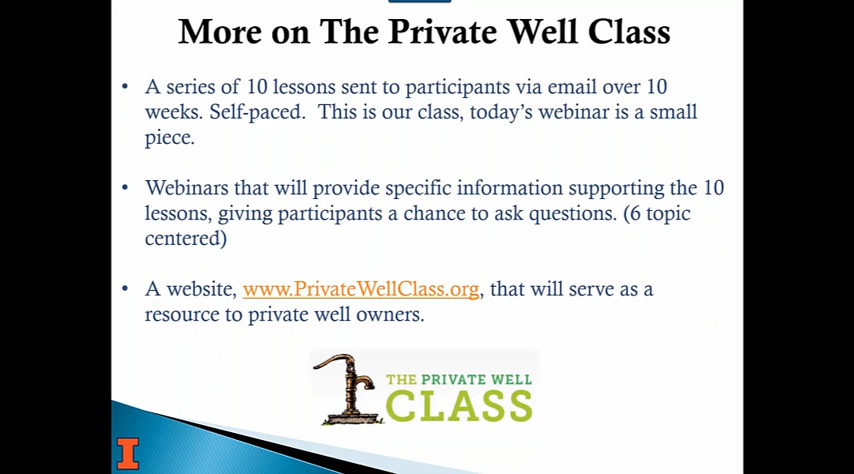 More on The Private Well Class
• A series of 10 lessons sent to participants via email over 10
weeks. Self-paced.  This is our class, today's webinar is a small
piece.
• Webinars that will provide specific information supporting the 10
lessons, giving participants a chance to ask questions. (6 topic
centered)
• A website, www.PrivateWellClass.org, that will serve as a
resource to private well owners.
THE PRIVATE WELL
CLASS
I